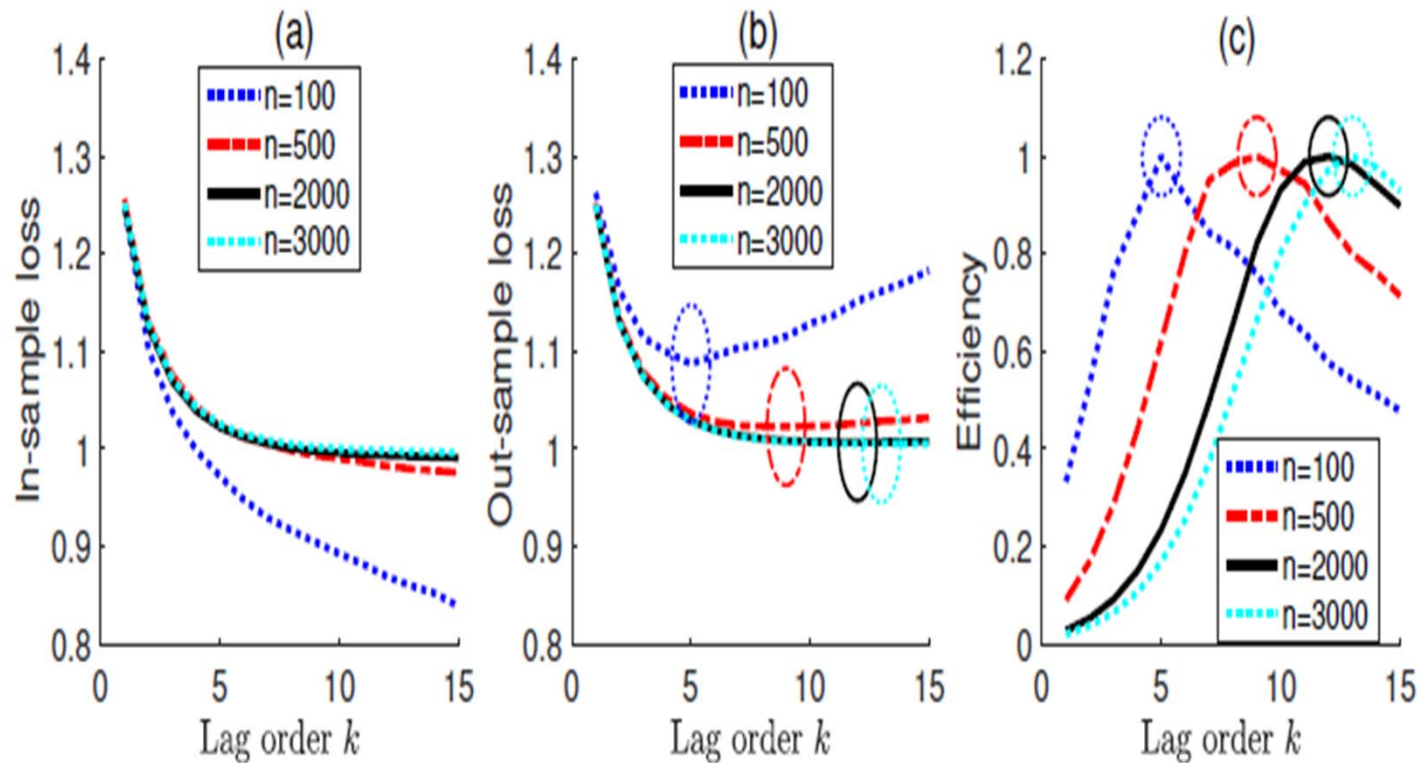 (a)
1.4
1.3
1.2
1.1
1
0.9
0.8
In-sample loss
n=100
n=500
n=2000
n=3000
0 5 10 15
Lag order k
(b)
1.4
1.3
1.2
1.1
1
0.9
0.8
Out-sample loss
n=100
n=500
n=2000
n=3000
0 5 10 15
Lag order k
(c)
1.2
1
0.8
0.6
0.4
0.2
0
Efficiency
n=100
n=500
n=2000
n=3000
0 5 10 15
Lag order k